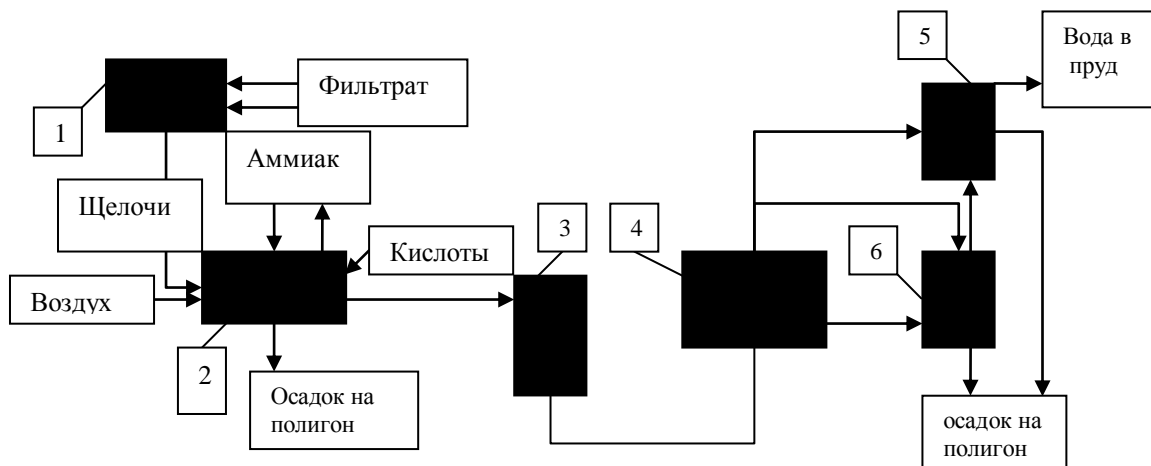 5
Вода в
пруд
Фильтрат
1
Аммиак
Щелочи
3
4
Кислоты
6
Воздух
2
Осадок на
полигон
осадок на
полигон